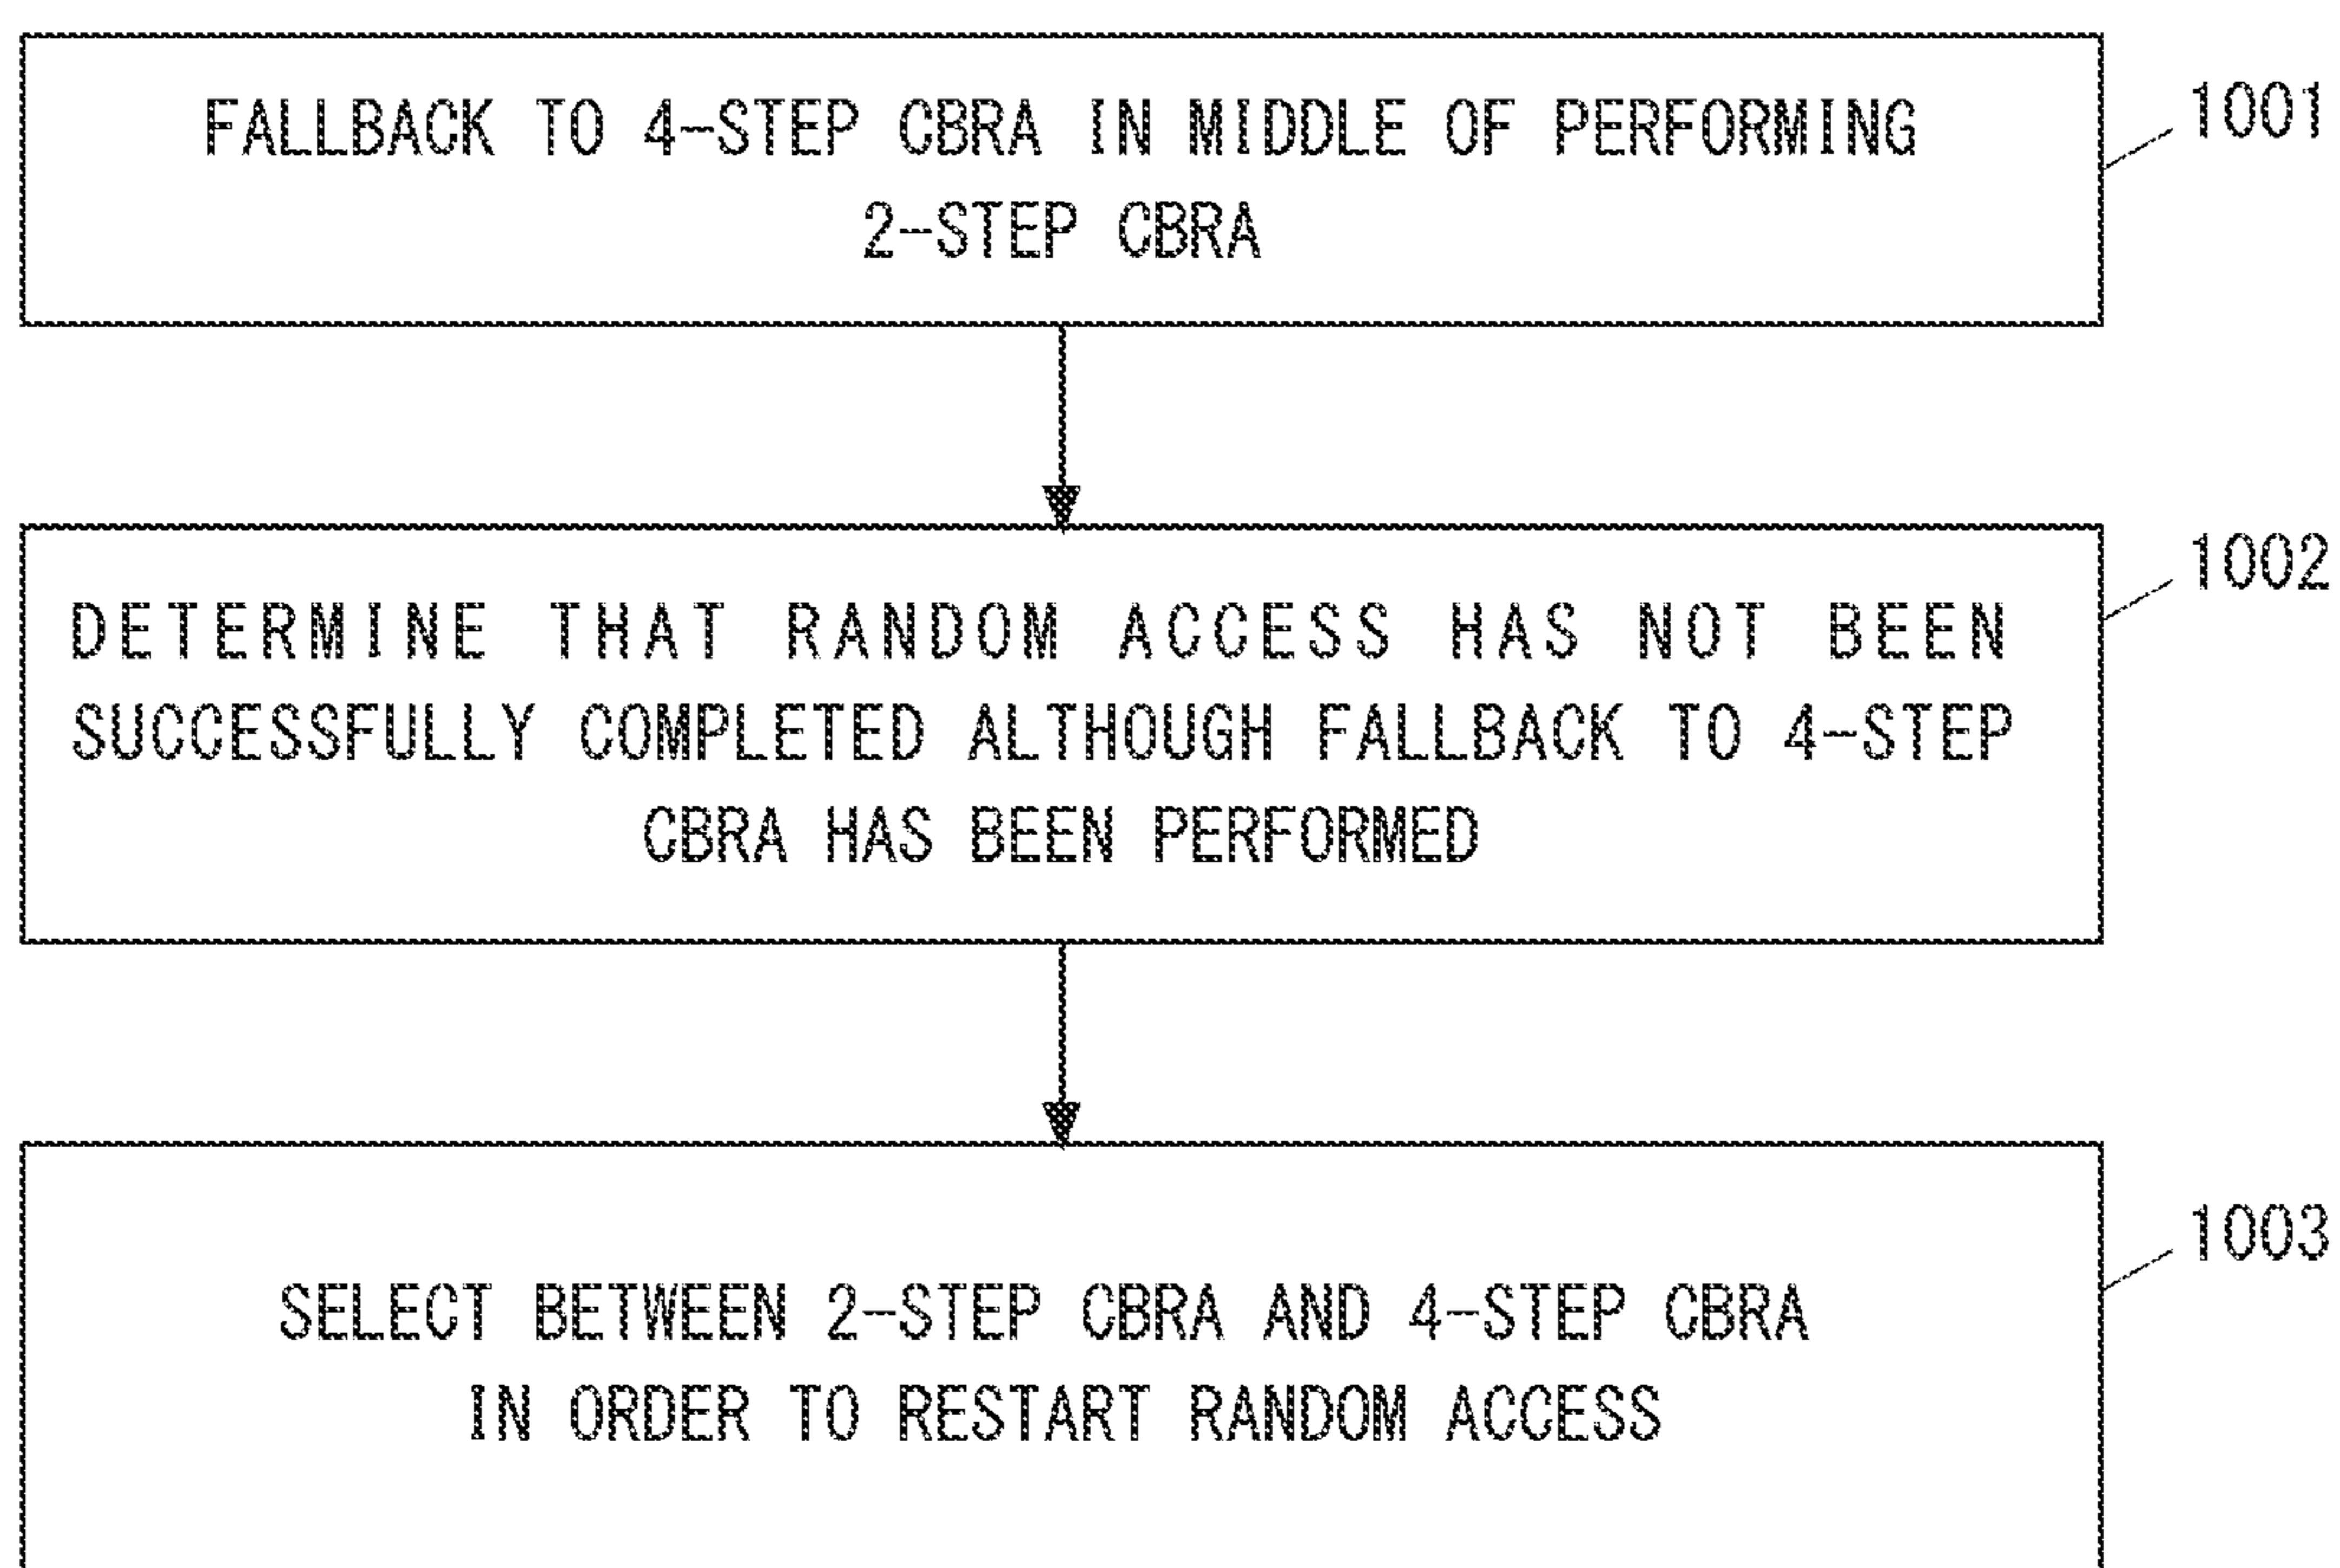 FALLBACK TO 4-STEP CBRA IN MIDDLE OF PERFORMING
2-STEP CBRA
1001
DETERMINE THAT RANDOM ACCESS HAS NOT BEEN
SUCCESSFULLY COMPLETED ALTHOUGH FALLBACK TO 4-STEP
CBRA HAS BEEN PERFORMED
1002
SELECT BETWEEN 2-STEP CBRA AND 4-STEP CBRA
IN ORDER TO RESTART RANDOM ACCESS
1003